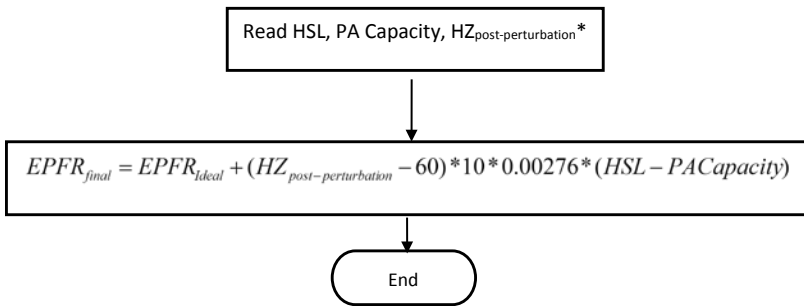 Read HSL, PA Capacity, HZpost-perturbation*
EPFRfinal = EPFRIdeal + (HZpost-perturbation − 60)*10*0.00276*(HSL − PACapacity)
End